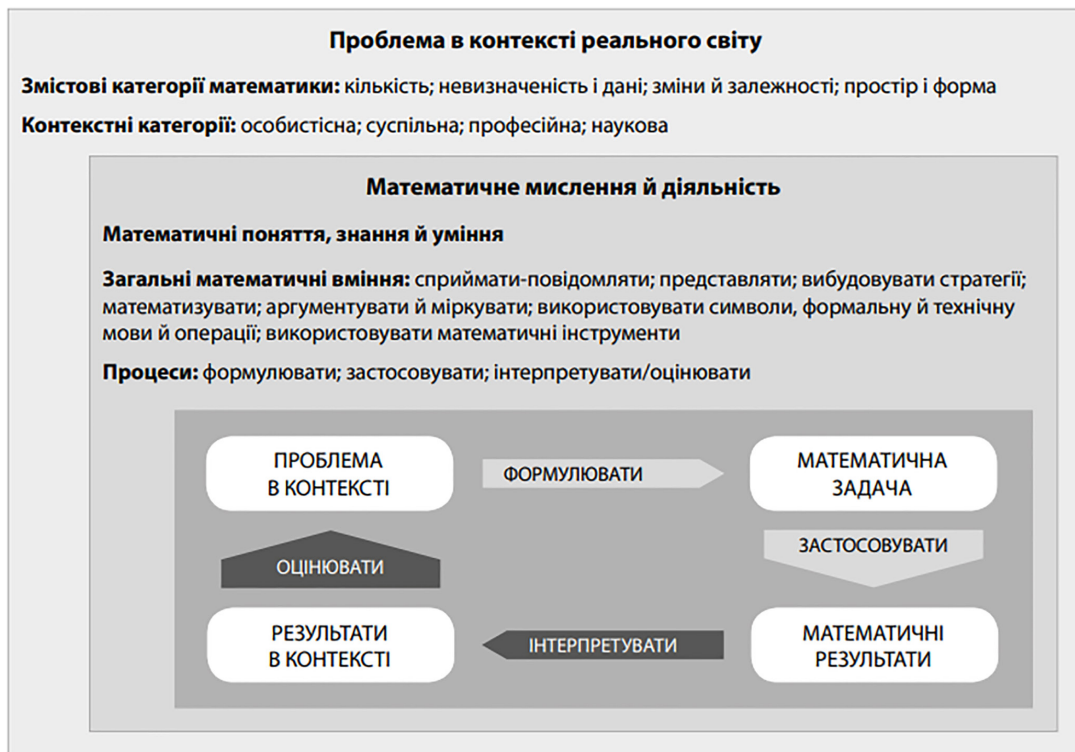 Проблема в контексті реального світу
Змістові категорії математики: кількість; невизначеність і дані; зміни й залежності; простір і форма
Контекстні категорії: особистісна; суспільна; професійна; наукова
Математичне мислення й діяльність
Математичні поняття, знання й уміння
Загальні математичні вміння: сприймати-повідомляти; представляти; вибудовувати стратегії;
математизувати; аргументувати й міркувати; використовувати символи, формальну й технічну
мови й операції; використовувати математичні інструменти
Процеси: формулювати; застосовувати; інтерпретувати/оцінювати
ПРОБЛЕМА
В КОНТЕКСТІ
ФОРМУЛЮВАТИ
МАТЕМАТИЧНА
ЗАДАЧА
ОЦІНЮВАТИ
ЗАСТОСОВУВАТИ
РЕЗУЛЬТАТИ
В КОНТЕКСТІ
ІНТЕРПРЕТУВАТИ
МАТЕМАТИЧНІ
РЕЗУЛЬТАТИ